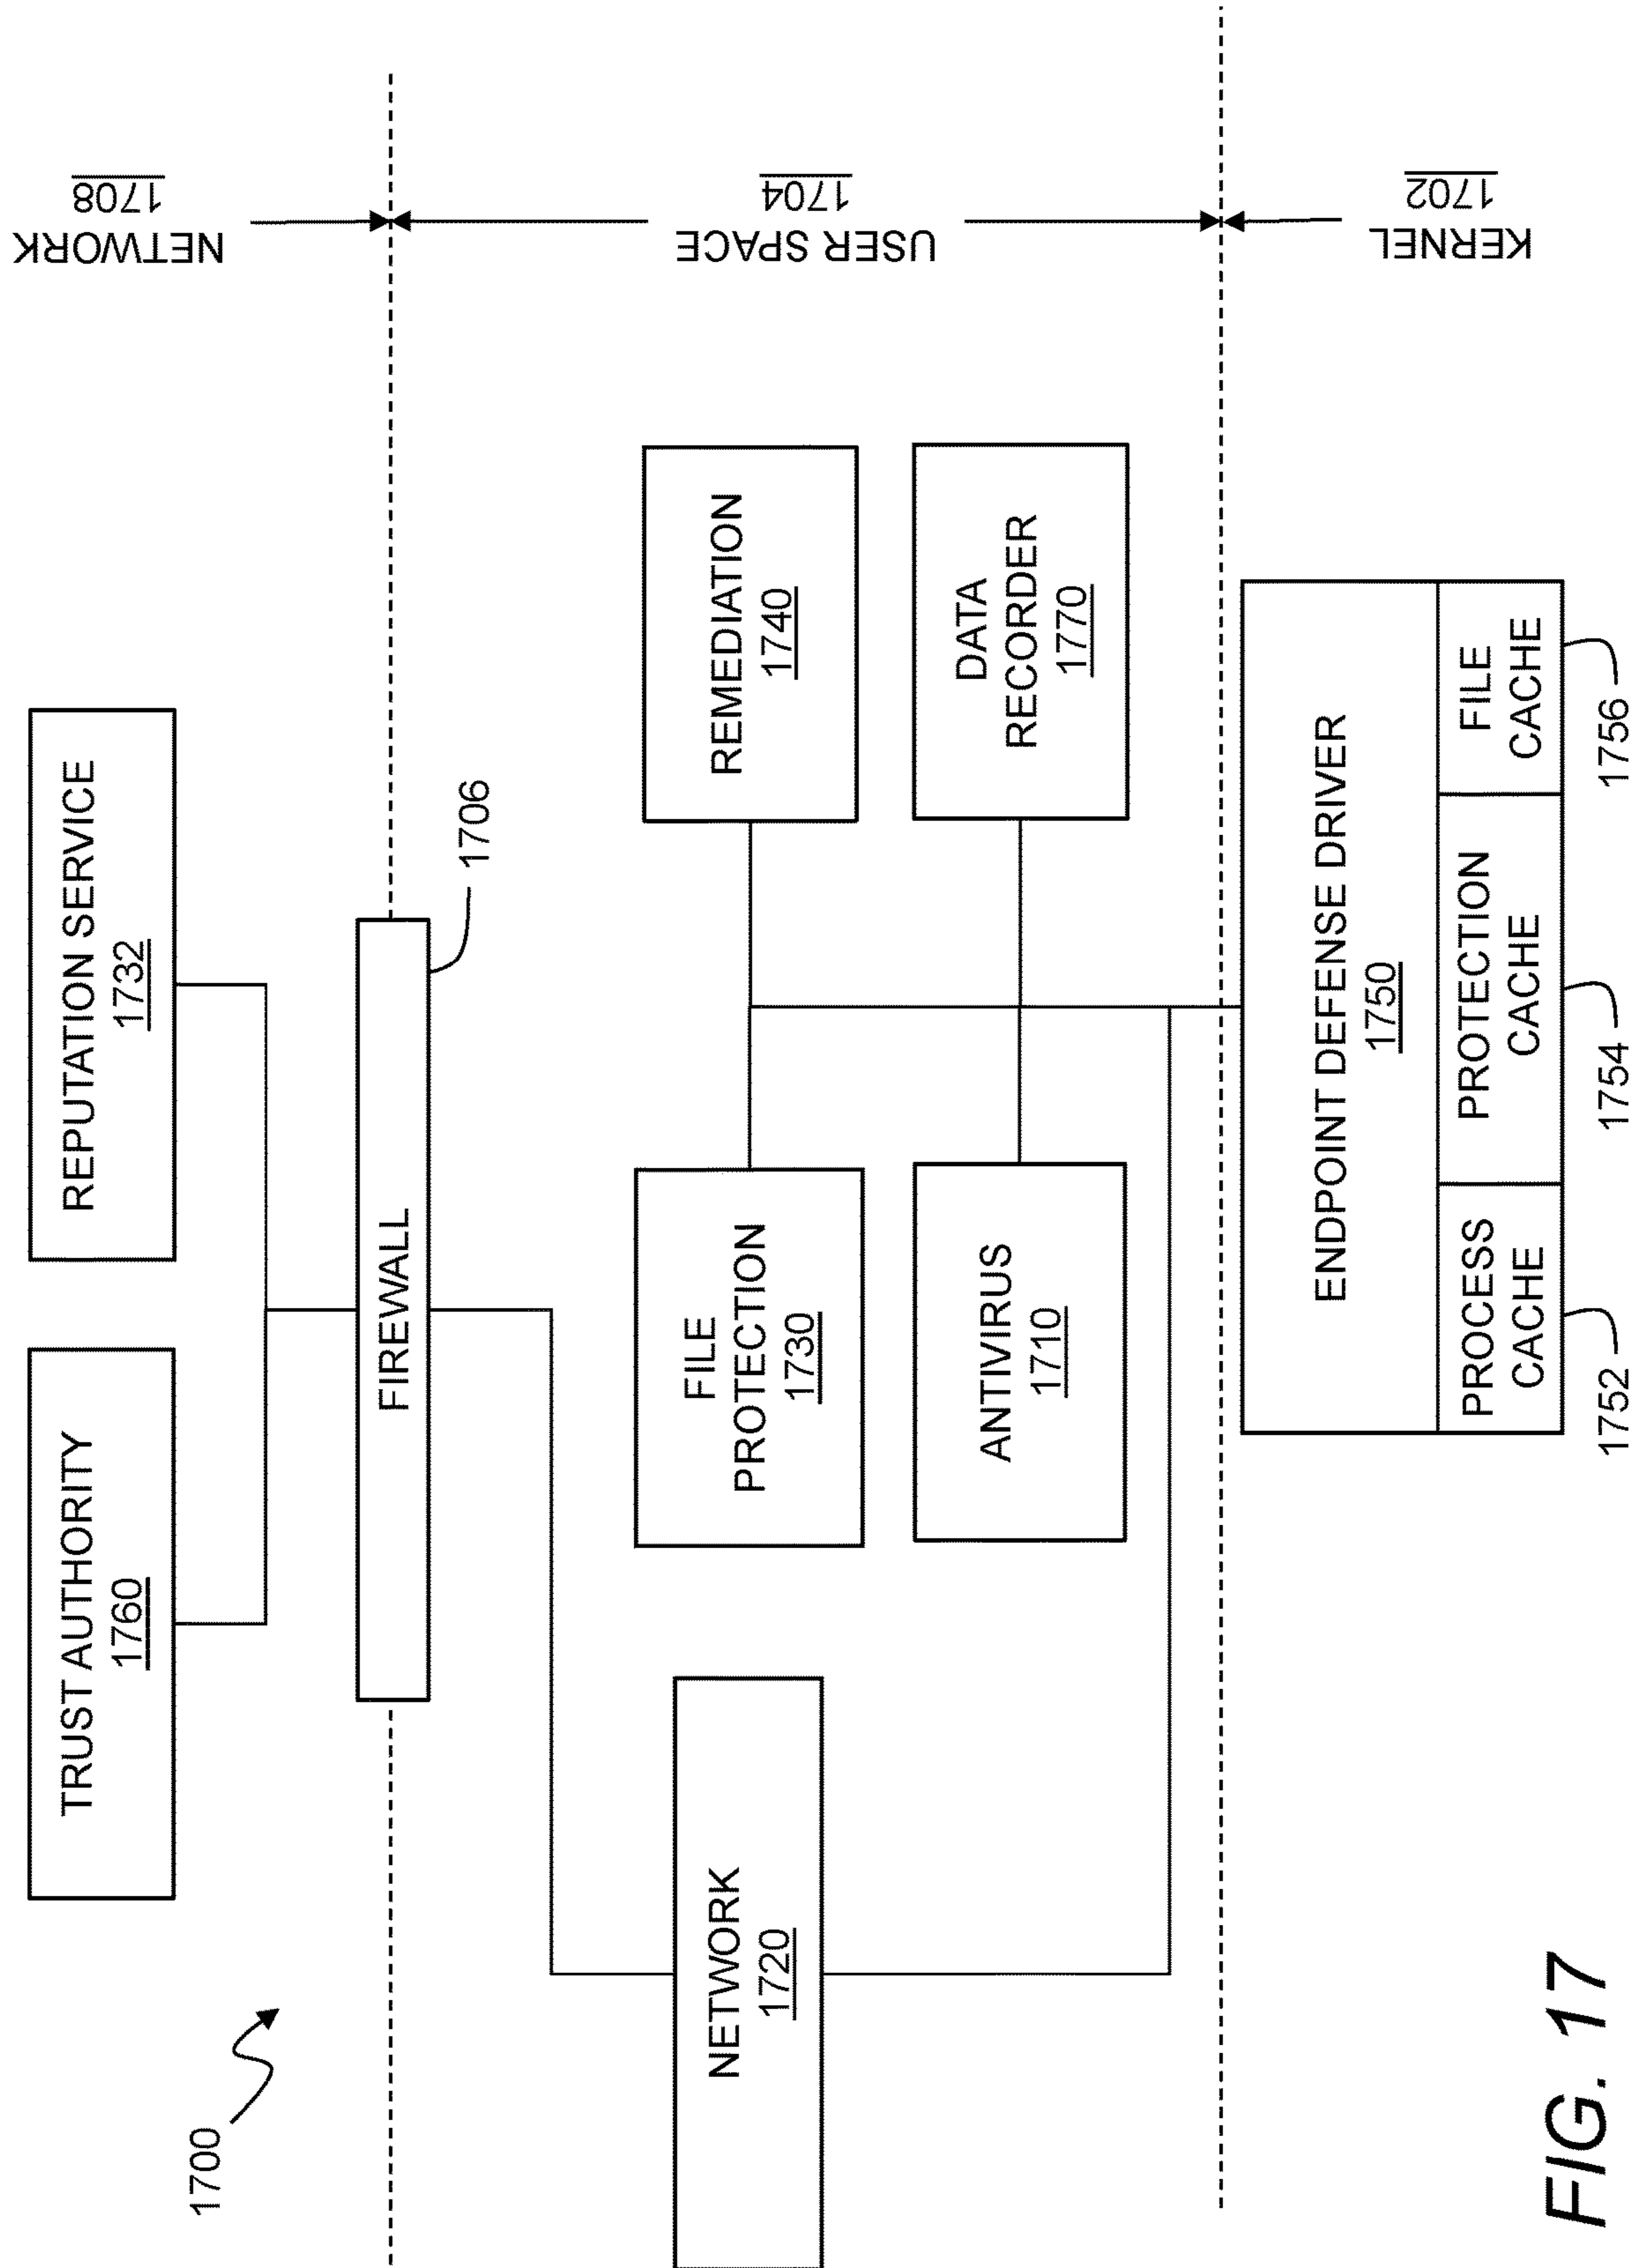 1700
TRUST AUTHORITY
1760
REPUTATION SERVICE
1732
NETWORK
1708
FIREWALL
1706
NETWORK
1720
FILE
PROTECTION
1730
REMEDIATION
1740
USER SPACE
1704
ANTIVIRUS
1710
DATA
RECORDER
1770
ENDPOINT DEFENSE DRIVER
1750
PROCESS
CACHE
PROTECTION
CACHE
FILE
CACHE
1752
1754
1756
KERNEL
1702
FIG. 17